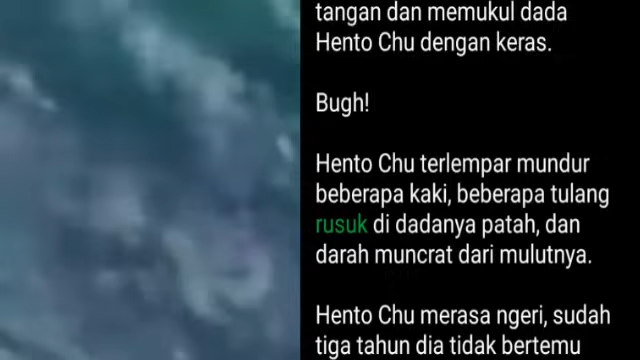 tangan dan memukul dada
Hento Chu dengan keras.
Bugh!
Hento Chu terlempar mundur
beberapa kaki, beberapa tulang
rusuk di dadanya patah, dan
darah muncrat dari mulutnya.
Hento Chu merasa ngeri, sudah
tiga tahun dia tidak bertemu